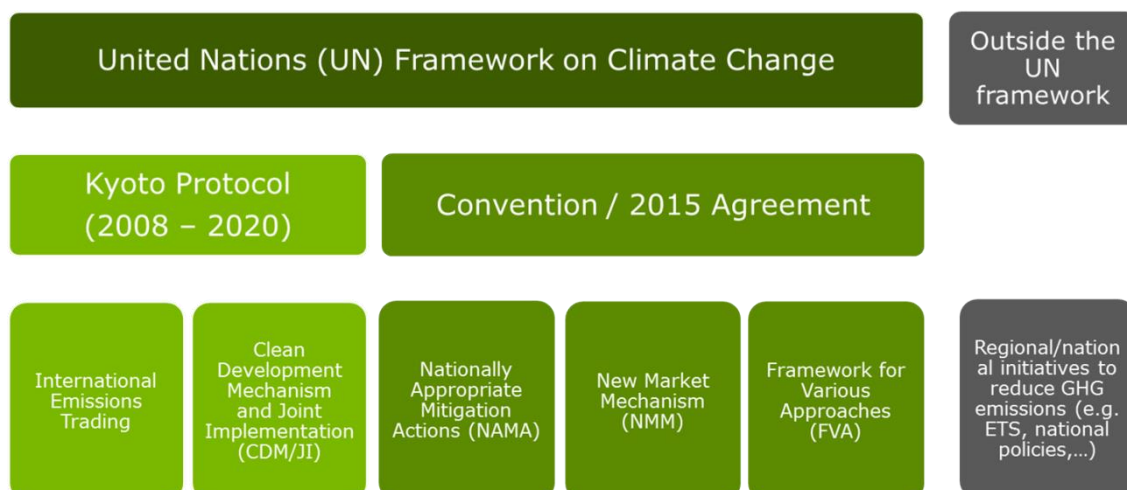 United Nations (UN) Framework on Climate Change
Outside the
UN
framework
Kyoto Protocol
(2008 – 2020)
Convention / 2015 Agreement
International
Emissions
Trading
Clean
Development
Mechanism
and Joint
Implementation
(CDM/JI)
Nationally
Appropriate
Mitigation
Actions (NAMA)
New Market
Mechanism
(NMM)
Framework for
Various
Approaches
(FVA)
Regional/nation
al initiatives to
reduce GHG
emissions (e.g.
ETS, national
policies,…)